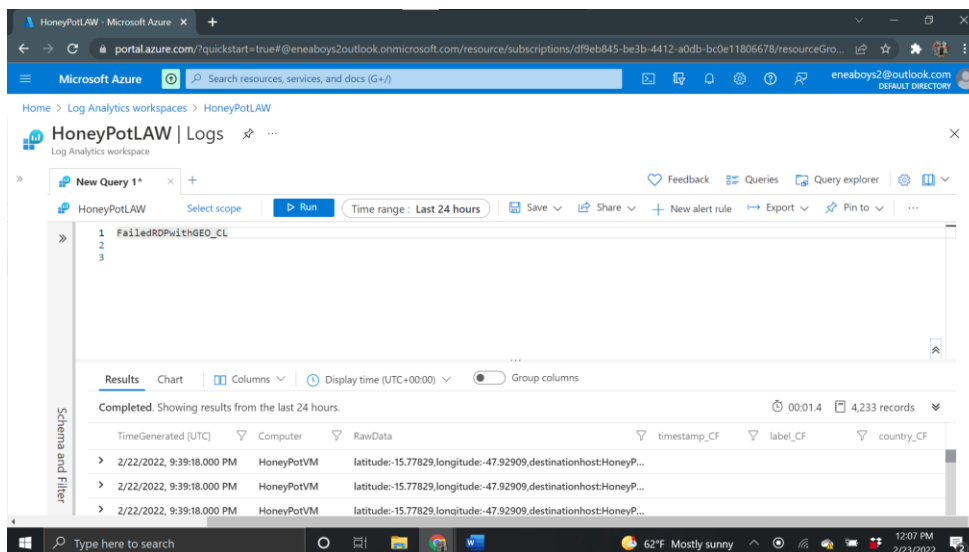 HoneyPotLAW - Microsoft Azure
portal.azure.com/?quickstart=true#@eneaboys2outlook.onmicrosoft.com/resource/subscriptions/df9eb845-be3b-4412-a0db-bc0e11806678/resourceGro...
Microsoft Azure Search resources, services, and docs (G+/) eneaboys2@outlook.com
DEFAULT DIRECTORY
Home > Log Analytics workspaces > HoneyPotLAW
HoneyPotLAW | Logs ...
Log Analytics workspace
New Query 1* Feedback Queries Query explorer
HoneyPotLAW Select scope Run Time range : Last 24 hours Save Share New alert rule Export Pin to ...
1 FailedRDPwithGEO_CL
2
3
...
Results Chart Columns Display time (UTC+00:00) Group columns
Completed. Showing results from the last 24 hours. 00:01.4 4,233 records
Schema and Filter
TimeGenerated [UTC] Computer RawData timestamp_CF label_CF country_CF
2/22/2022, 9:39:18.000 PM HoneyPotVM latitude:-15.77829,longitude:-47.92909,destinationhost:HoneyP...
2/22/2022, 9:39:18.000 PM HoneyPotVM latitude:-15.77829,longitude:-47.92909,destinationhost:HoneyP...
2/22/2022, 9:39:18.000 PM HoneyPotVM latitude:-15.77829,longitude:-47.92909,destinationhost:HoneyP...
Type here to search 62°F Mostly sunny 12:07 PM
2/23/2022